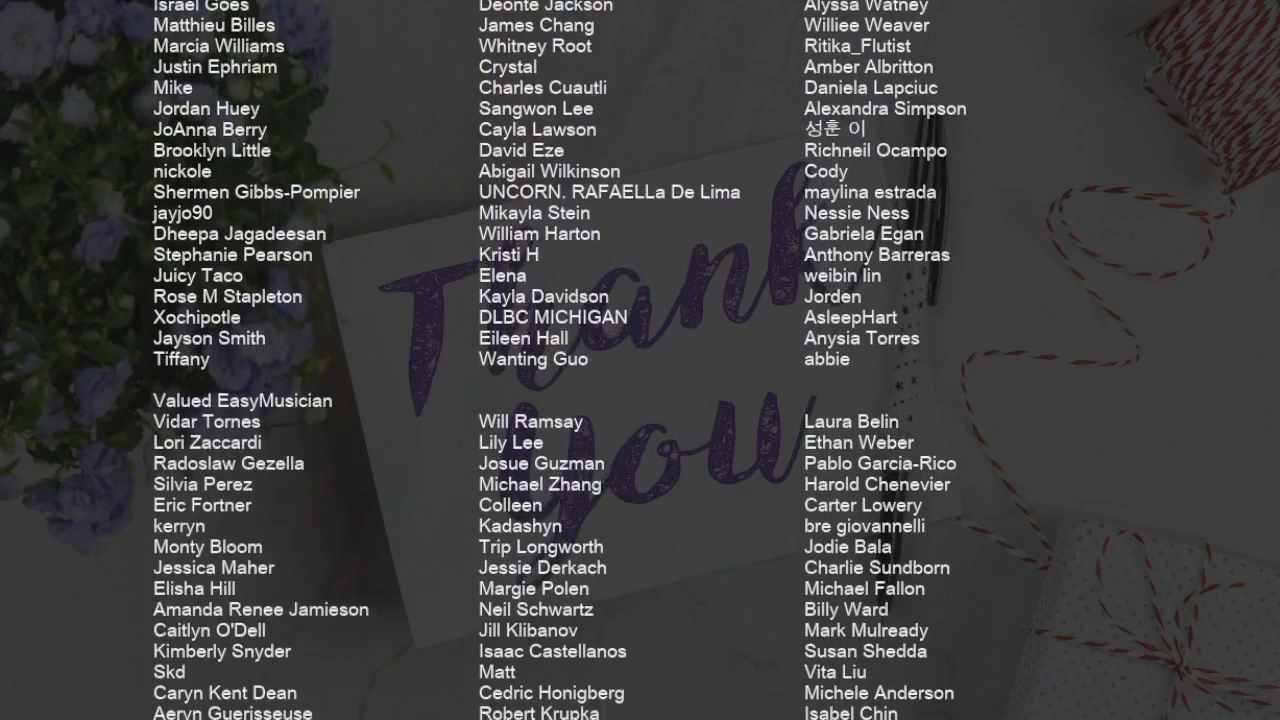 Israel Goes Deonte Jackson Alyssa Watney
Matthieu Billes James Chang Williee Weaver
Marcia Williams Whitney Root Ritika_Flutist
Justin Ephriam Crystal Amber Albritton
Mike Charles Cuautli Daniela Lapciuc
Jordan Huey Sangwon Lee Alexandra Simpson
JoAnna Berry Cayla Lawson 성훈 이
Brooklyn Little David Eze Richneil Ocampo
nickole Abigail Wilkinson Cody
Shermen Gibbs-Pompier UNCORN. RAFAELLa De Lima maylina estrada
jayjo90 Mikayla Stein Nessie Ness
Dheepa Jagadeesan William Harton Gabriela Egan
Stephanie Pearson Kristi H Anthony Barreras
Juicy Taco Elena weibin lin
Rose M Stapleton Kayla Davidson Jorden
Xochipotle DLBC MICHIGAN AsleepHart
Jayson Smith Eileen Hall Anysia Torres
Tiffany Wanting Guo abbie
Thank
you
Valued EasyMusician
Vidar Tornes Will Ramsay Laura Belin
Lori Zaccardi Lily Lee Ethan Weber
Radoslaw Gezella Josue Guzman Pablo Garcia-Rico
Silvia Perez Michael Zhang Harold Chenevier
Eric Fortner Colleen Carter Lowery
kerryn Kadashyn bre giovannelli
Monty Bloom Trip Longworth Jodie Bala
Jessica Maher Jessie Derkach Charlie Sundborn
Elisha Hill Margie Polen Michael Fallon
Amanda Renee Jamieson Neil Schwartz Billy Ward
Caitlyn O'Dell Jill Klibanov Mark Mulready
Kimberly Snyder Isaac Castellanos Susan Shedda
Skd Matt Vita Liu
Caryn Kent Dean Cedric Honigberg Michele Anderson
Aeryn Guerisseuse Robert Krupka Isabel Chin